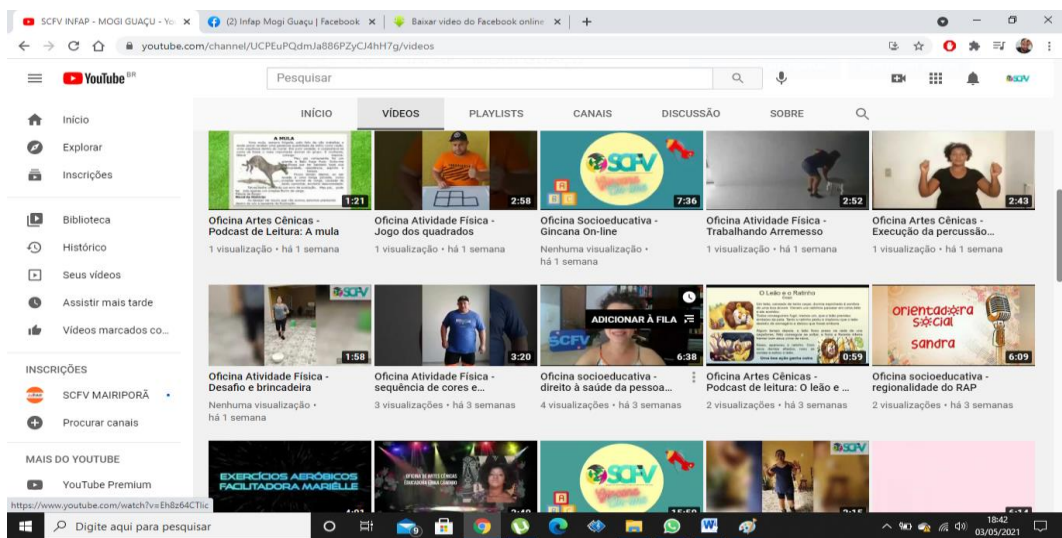 SCFV INFAP - MOGI GUAÇU - Yo
(2) Infap Mogi Guaçu | Facebook
Baixar video do Facebook online
youtube.com/channel/UCPEuPQdmJa886PZyCJ4hH7g/videos
YouTube BR
Pesquisar
INÍCIO VÍDEOS PLAYLISTS CANAIS DISCUSSÃO SOBRE
Início
Explorar
Inscrições
Biblioteca
Histórico
Seus vídeos
Assistir mais tarde
Vídeos marcados co...
INSCRIÇÕES
SCFV MAIRIPORÃ
Procurar canais
MAIS DO YOUTUBE
YouTube Premium
https://www.youtube.com/watch?v=Eh8z64CTlic
A MULA
1:21
Oficina Artes Cênicas -
Podcast de Leitura: A mula
1 visualização • há 1 semana
2:58
Oficina Atividade Física -
Jogo dos quadrados
1 visualização • há 1 semana
SCFV
Gincana
On-line
7:36
Oficina Socioeducativa -
Gincana On-line
Nenhuma visualização •
há 1 semana
2:52
Oficina Atividade Física -
Trabalhando Arremesso
1 visualização • há 1 semana
2:43
Oficina Artes Cênicas -
Execução da percussão...
1 visualização • há 1 semana
SCFV
1:58
Oficina Atividade Física -
Desafio e brincadeira
Nenhuma visualização •
há 1 semana
3:20
Oficina Atividade Física -
sequência de cores e...
3 visualizações • há 3 semanas
ADICIONAR À FILA
SCFV
6:38
Oficina socioeducativa -
direito à saúde da pessoa...
4 visualizações • há 3 semanas
O Leão e o Ratinho
0:59
Oficina Artes Cênicas -
Podcast de leitura: O leão e ...
2 visualizações • há 3 semanas
orientadora
social
sandra
6:09
Oficina socioeducativa -
regionalidade do RAP
2 visualizações • há 3 semanas
EXERCÍCIOS AERÓBICOS
FACILITADORA MARIELLE
OFICINA DE ARTES CÊNICAS
SCFV
Gincana
SCFV
Digite aqui para pesquisar
18:42
03/05/2021